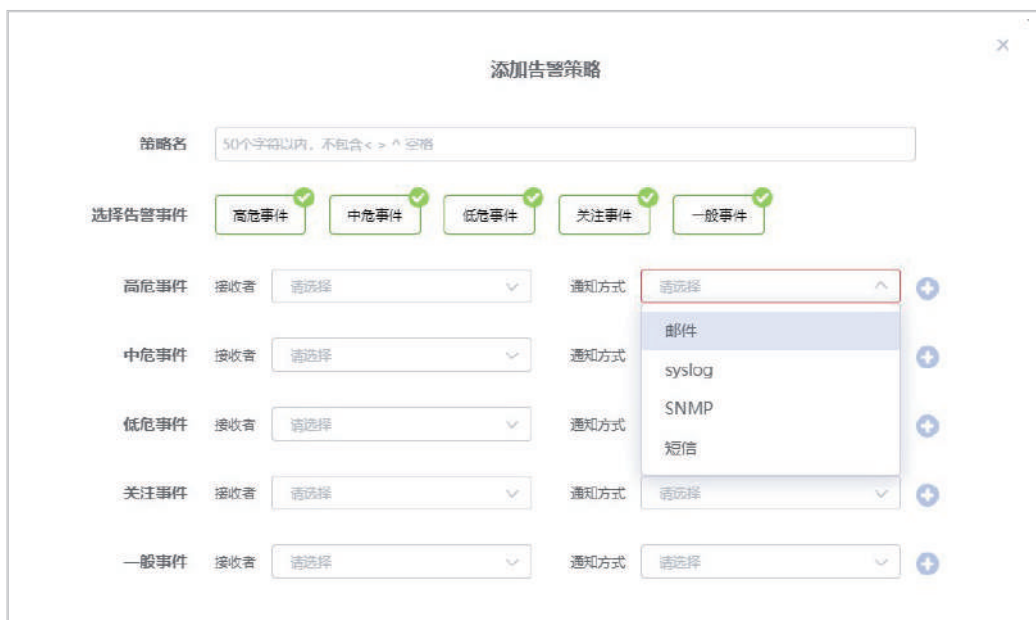 添加告警策略
策略名 50个字符以内，不包含< > ^ 空格
选择告警事件 高危事件 中危事件 低危事件 关注事件 一般事件
高危事件 接收者 请选择 通知方式 请选择
邮件
中危事件 接收者 请选择 通知方式
syslog
SNMP
低危事件 接收者 请选择 通知方式
短信
关注事件 接收者 请选择 通知方式 请选择
一般事件 接收者 请选择 通知方式 请选择